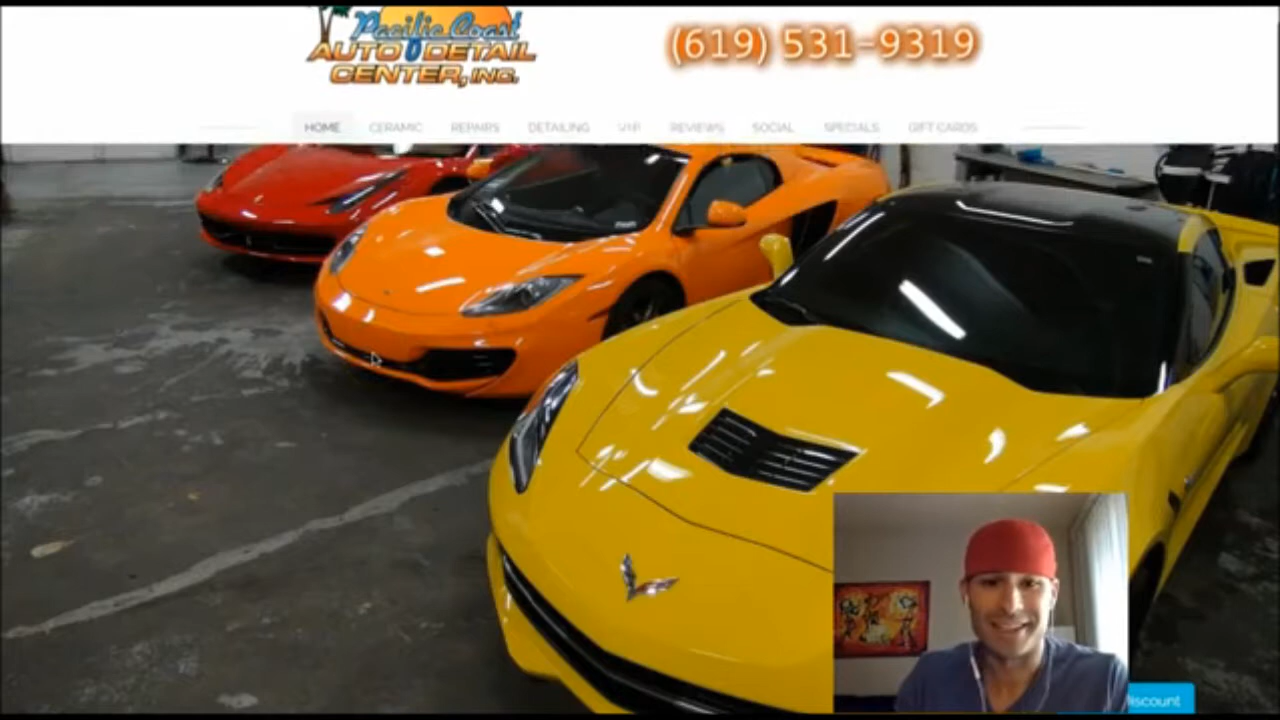 Pacific Coast
AUTO DETAIL
CENTER, INC.
(619) 531-9319
HOME CERAMIC REPAIRS DETAILING VIP REVIEWS SOCIAL SPECIALS GIFT CARDS
Discount